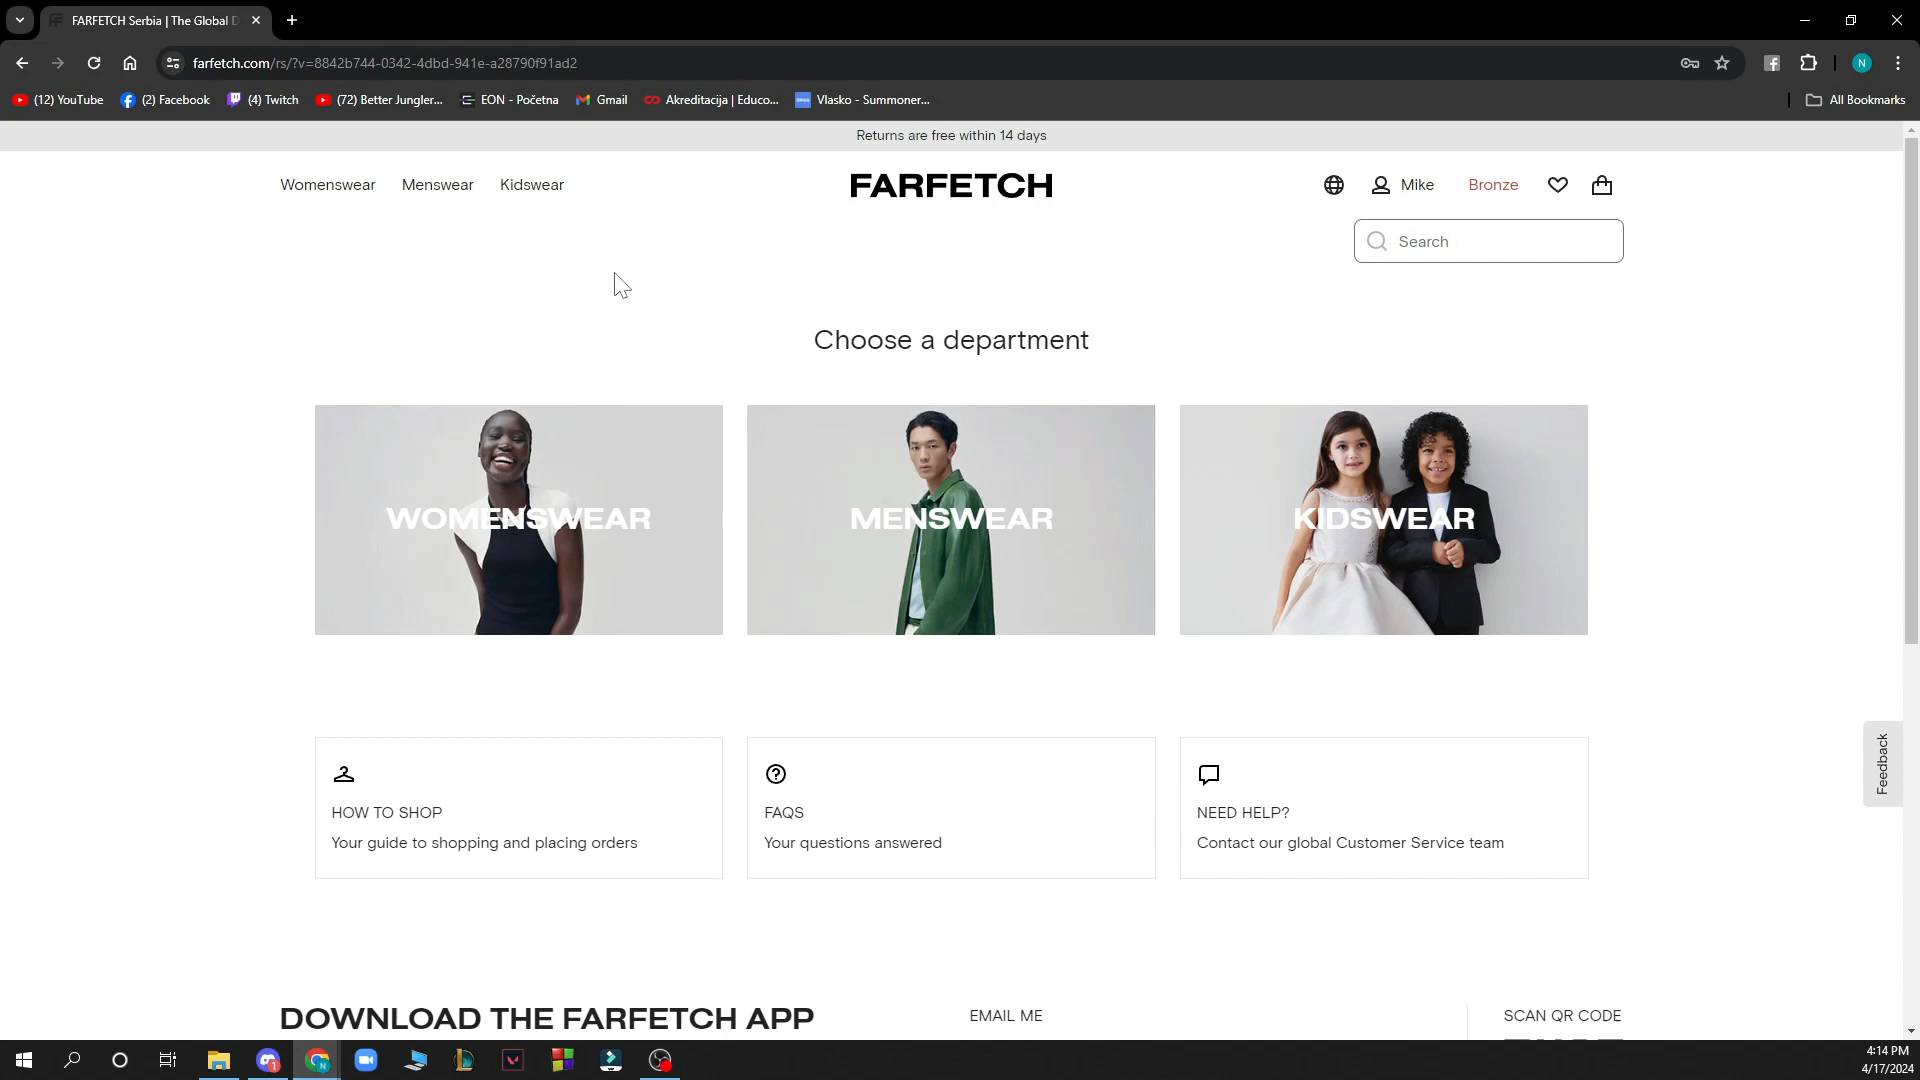 FARFETCH Serbia | The Global D
farfetch.com/rs/?v=8842b744-0342-4dbd-941e-a28790f91ad2
N
(12) YouTube
(2) Facebook
(4) Twitch
(72) Better Jungler...
EON - Početna
Gmail
Akreditacija | Educo...
Vlasko - Summoner...
All Bookmarks
Returns are free within 14 days
Womenswear
Menswear
Kidswear
FARFETCH
Mike
Bronze
Search
Choose a department
WOMENSWEAR
MENSWEAR
KIDSWEAR
HOW TO SHOP
Your guide to shopping and placing orders
FAQS
Your questions answered
NEED HELP?
Contact our global Customer Service team
Feedback
DOWNLOAD THE FARFETCH APP
EMAIL ME
SCAN QR CODE
4:14 PM
4/17/2024